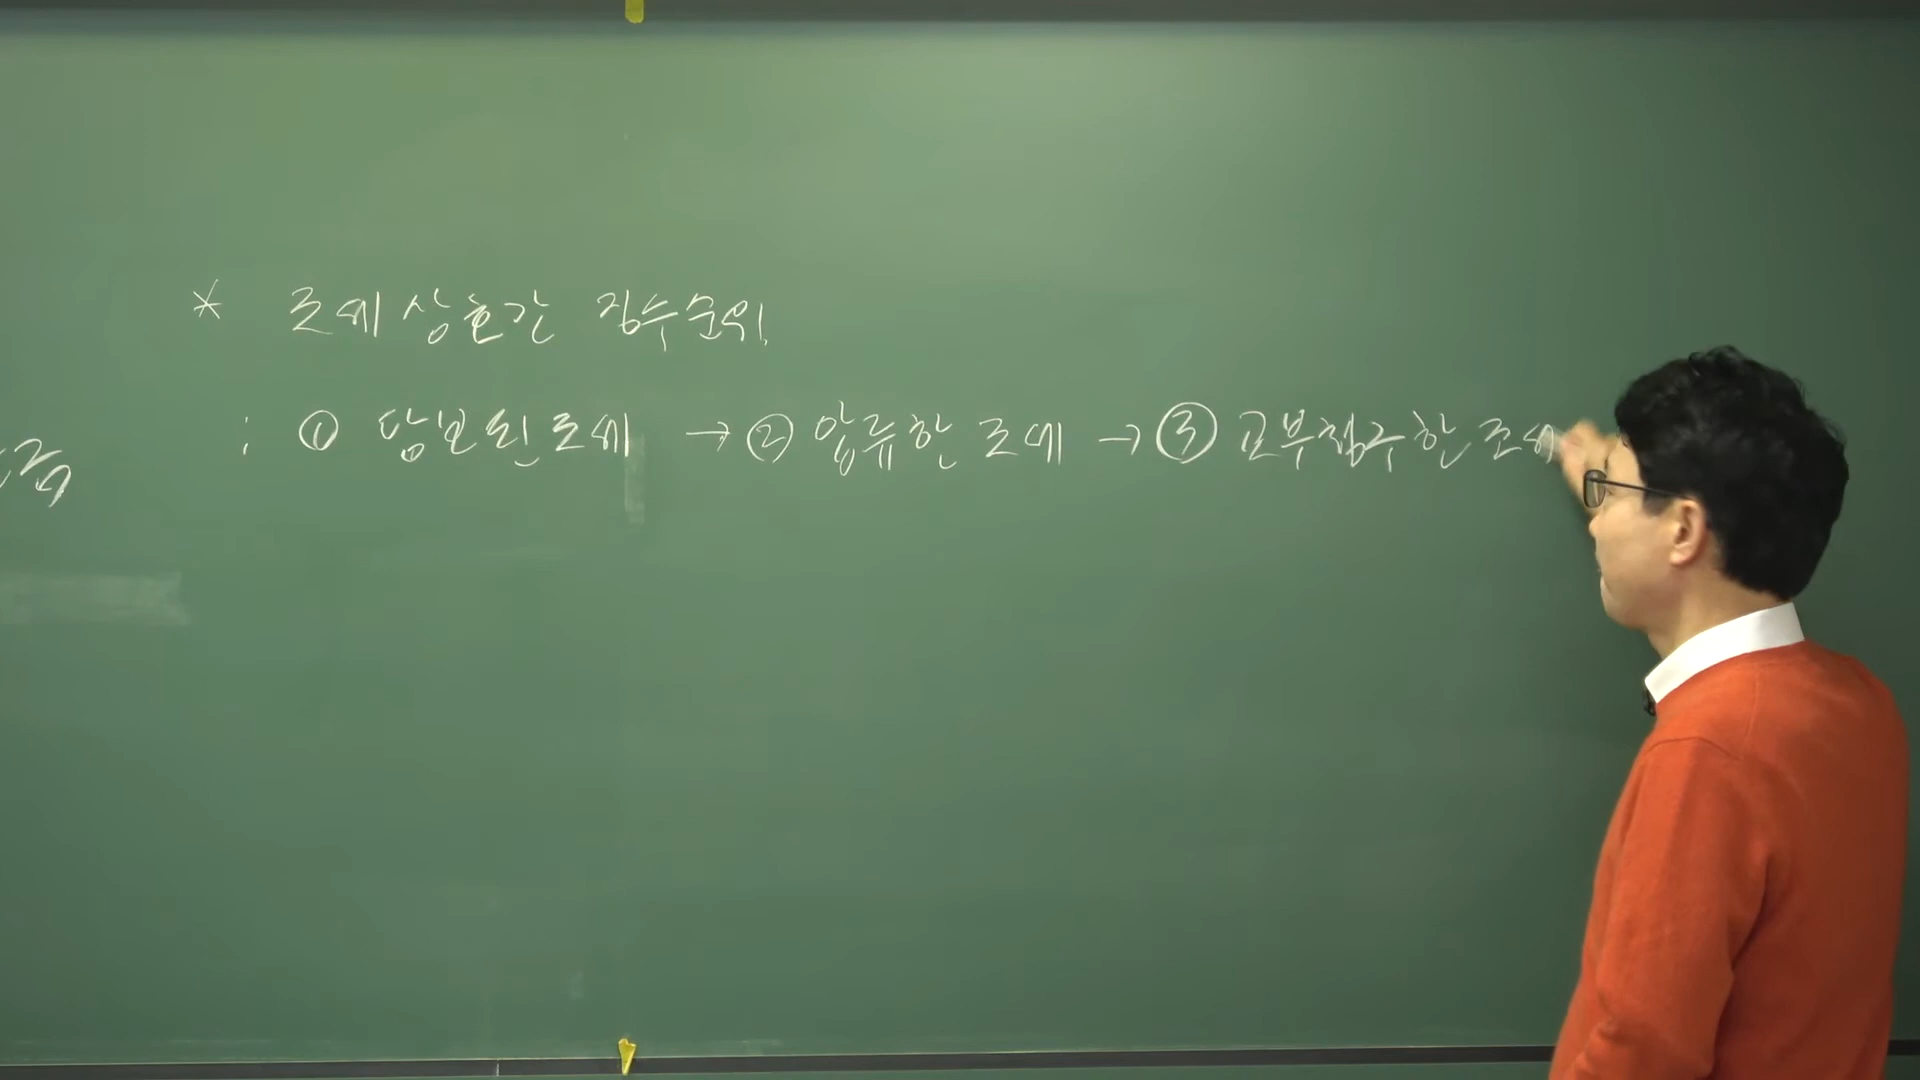 * 조세 상호간 징수순위
: ① 담보된 조세 → ② 압류한 조세 → ③ 교부청구한 조세